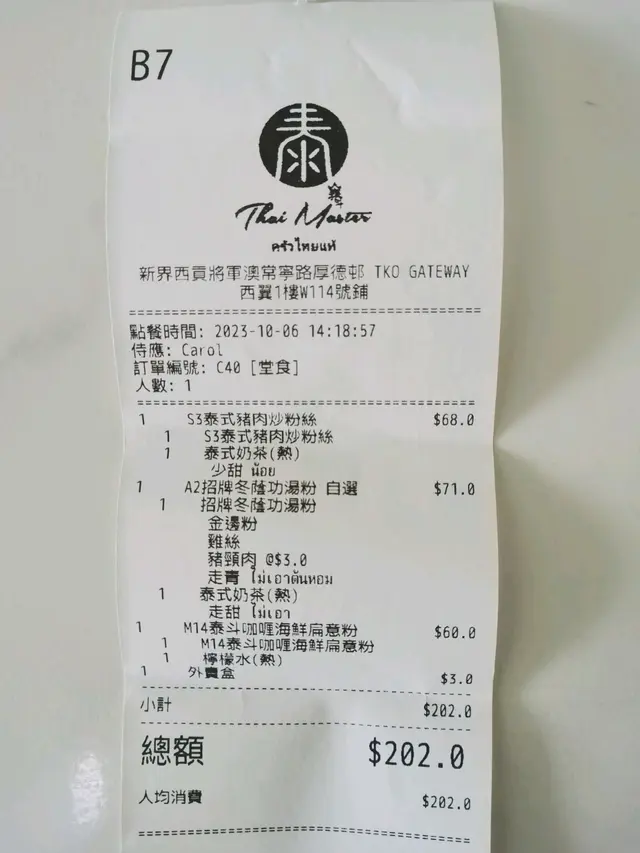 B7
泰
Thai Master
ครัวไทยแท้
新界西貢將軍澳常寧路厚德邨 TKO GATEWAY
西翼1樓W114號鋪
點餐時間: 2023-10-06 14:18:57
侍應: Carol
訂單編號: C40 [堂食]
人數: 1
1 S3泰式豬肉炒粉絲 $68.0
1 S3泰式豬肉炒粉絲
1 泰式奶茶(熱)
少甜 น้อย
1 A2招牌冬蔭功湯粉 自選 $71.0
1 招牌冬蔭功湯粉
金邊粉
雞絲
豬頸肉 @$3.0
走青 ไม่เอาต้นหอม
1 泰式奶茶(熱)
走甜 ไม่เอา
1 M14泰斗咖喱海鮮扁意粉 $60.0
1 M14泰斗咖喱海鮮扁意粉
1 檸檬水(熱)
1 外賣盒 $3.0
小計 $202.0
總額 $202.0
人均消費 $202.0